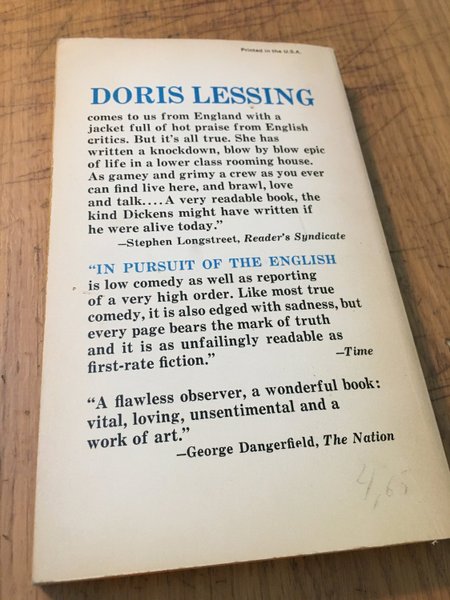 Printed in the U.S.A.
DORIS LESSING
comes to us from England with a
jacket full of hot praise from English
critics. But it's all true. She has
written a knockdown, blow by blow epic
of life in a lower class rooming house.
As gamey and grimy a crew as you ever
can find live here, and brawl, love
and talk....A very readable book, the
kind Dickens might have written if
he were alive today."
—Stephen Longstreet, Reader's Syndicate
"IN PURSUIT OF THE ENGLISH
is low comedy as well as reporting
of a very high order. Like most true
comedy, it is also edged with sadness, but
every page bears the mark of truth
and it is as unfailingly readable as
first-rate fiction." —Time
"A flawless observer, a wonderful book:
vital, loving, unsentimental and a
work of art."
—George Dangerfield, The Nation
4,65